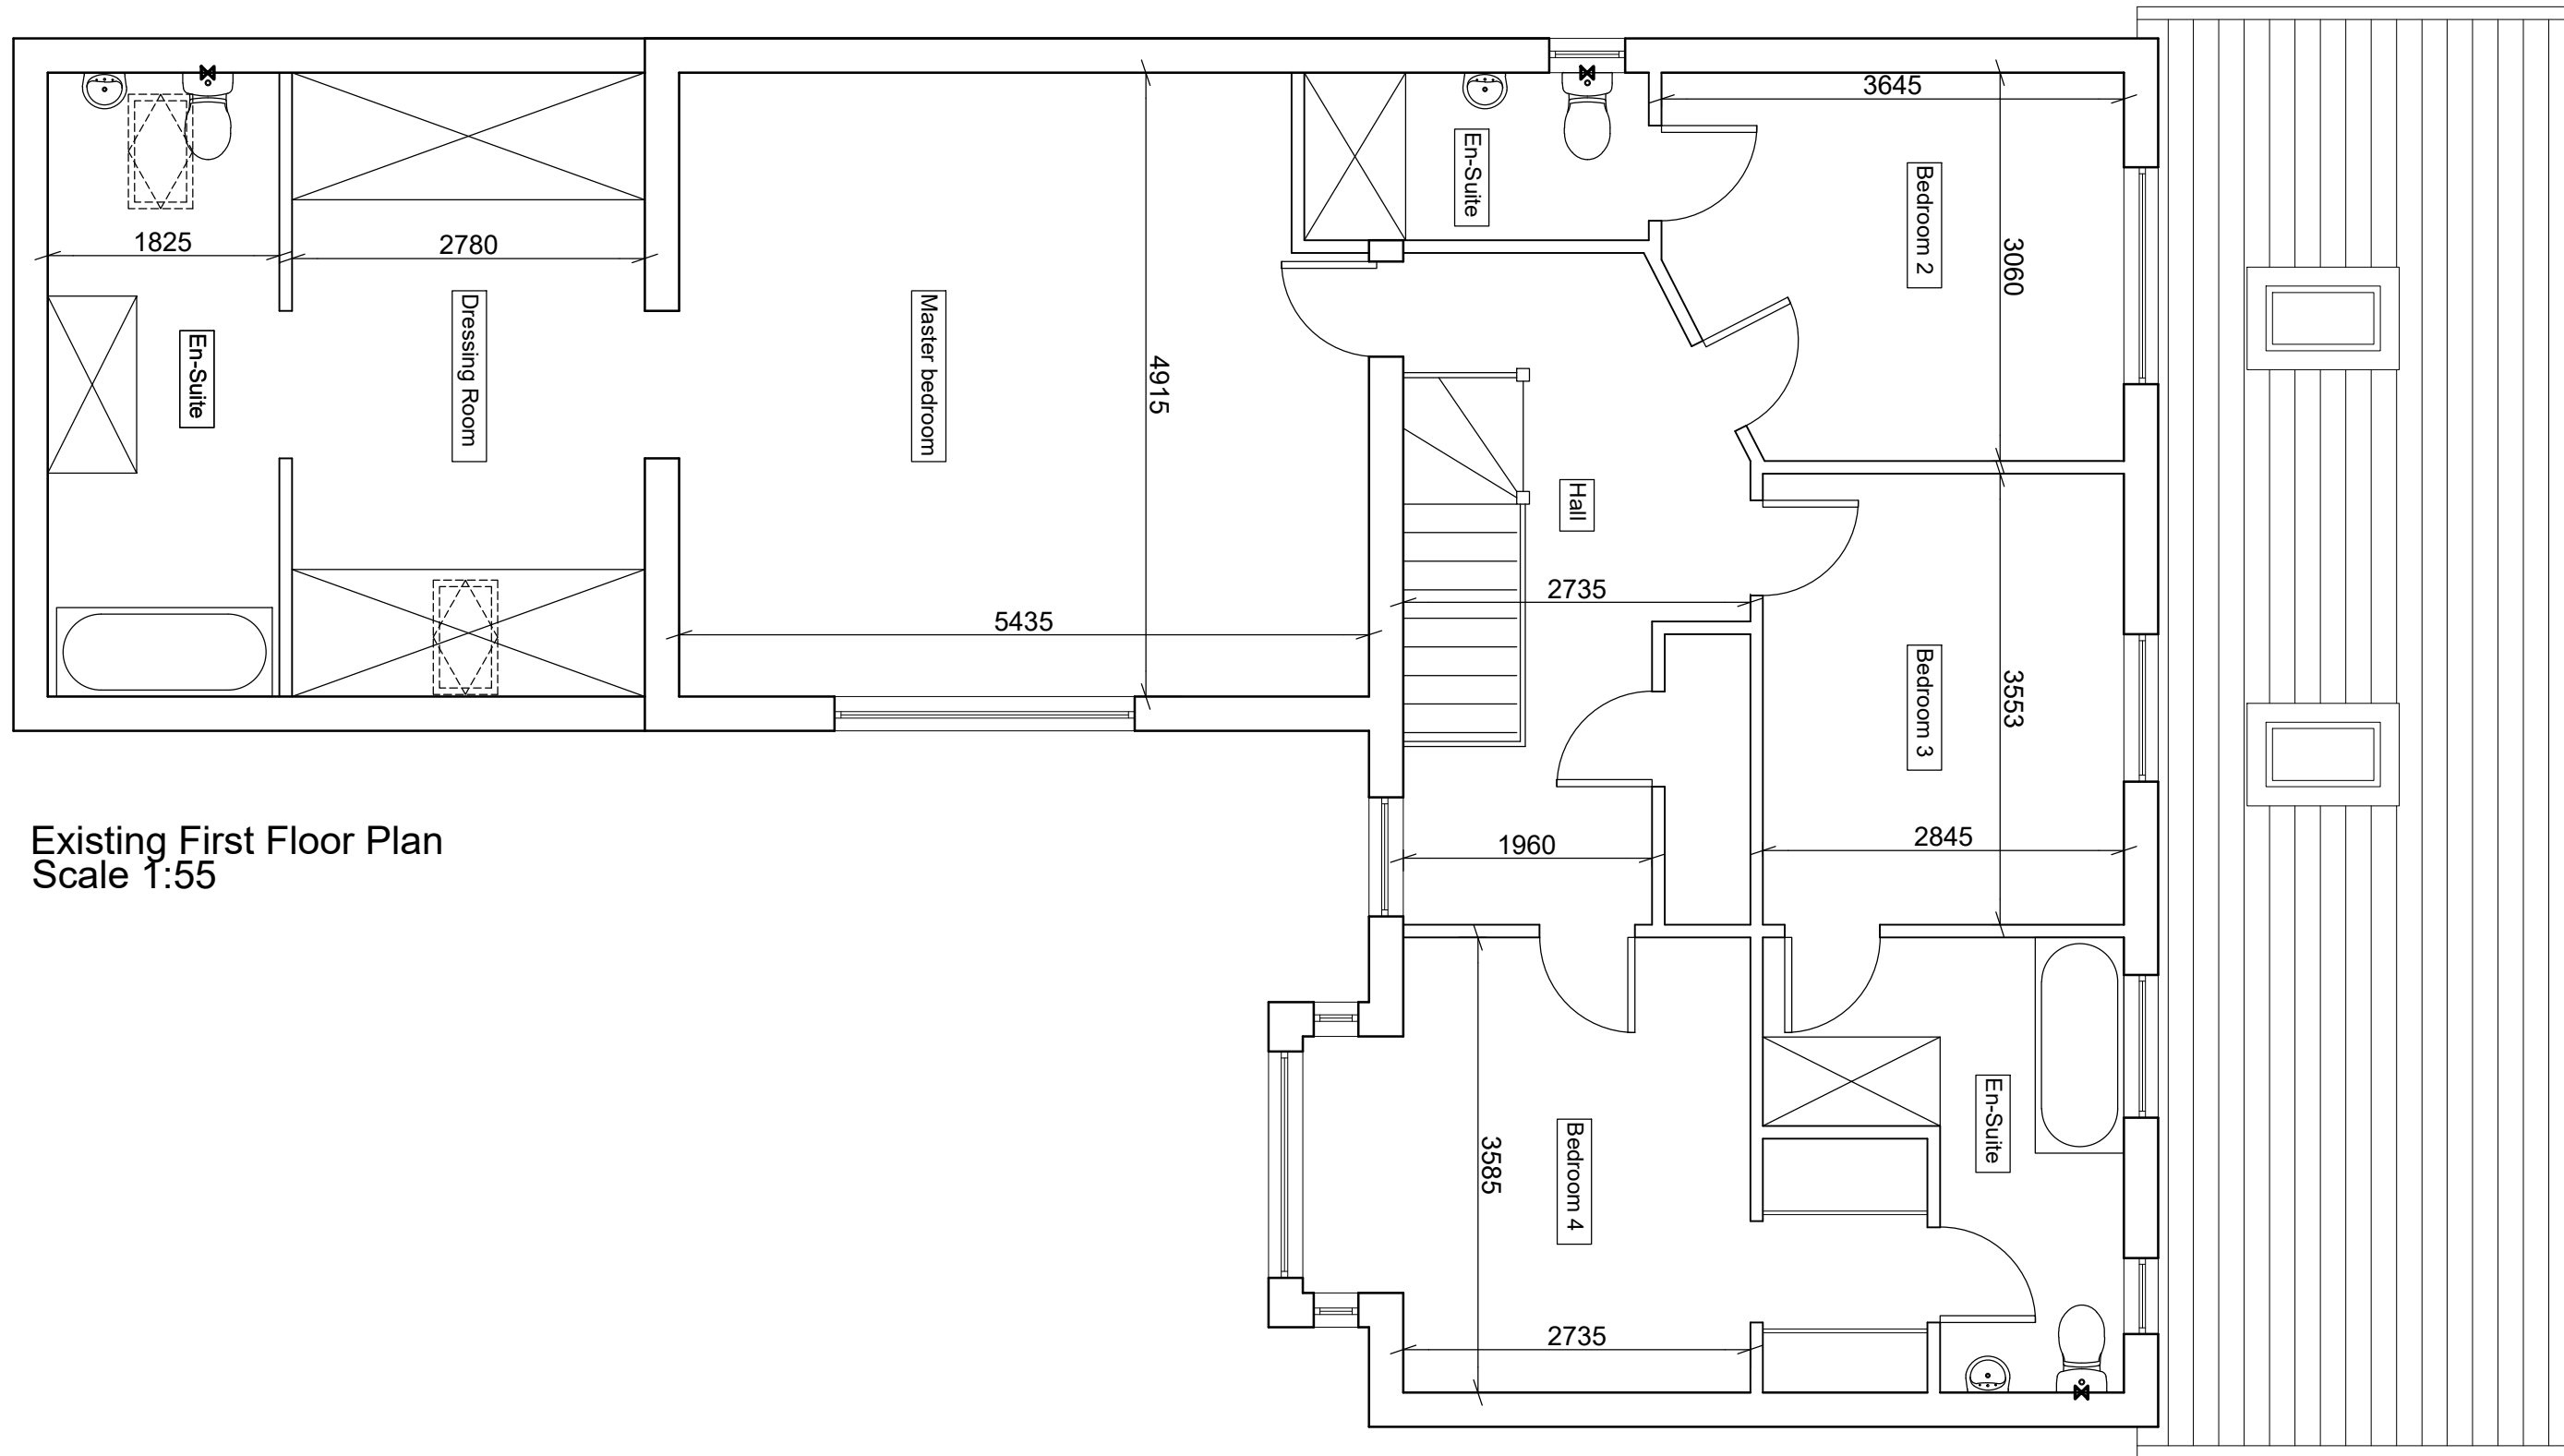 3645
En-Suite
Bedroom 2
1825
2780
3060
En-Suite
Dressing Room
Master bedroom
4915
Hall
2735
5435
Bedroom 3
3553
1960
2845
Existing First Floor Plan
Scale 1:55
3585
Bedroom 4
En-Suite
2735